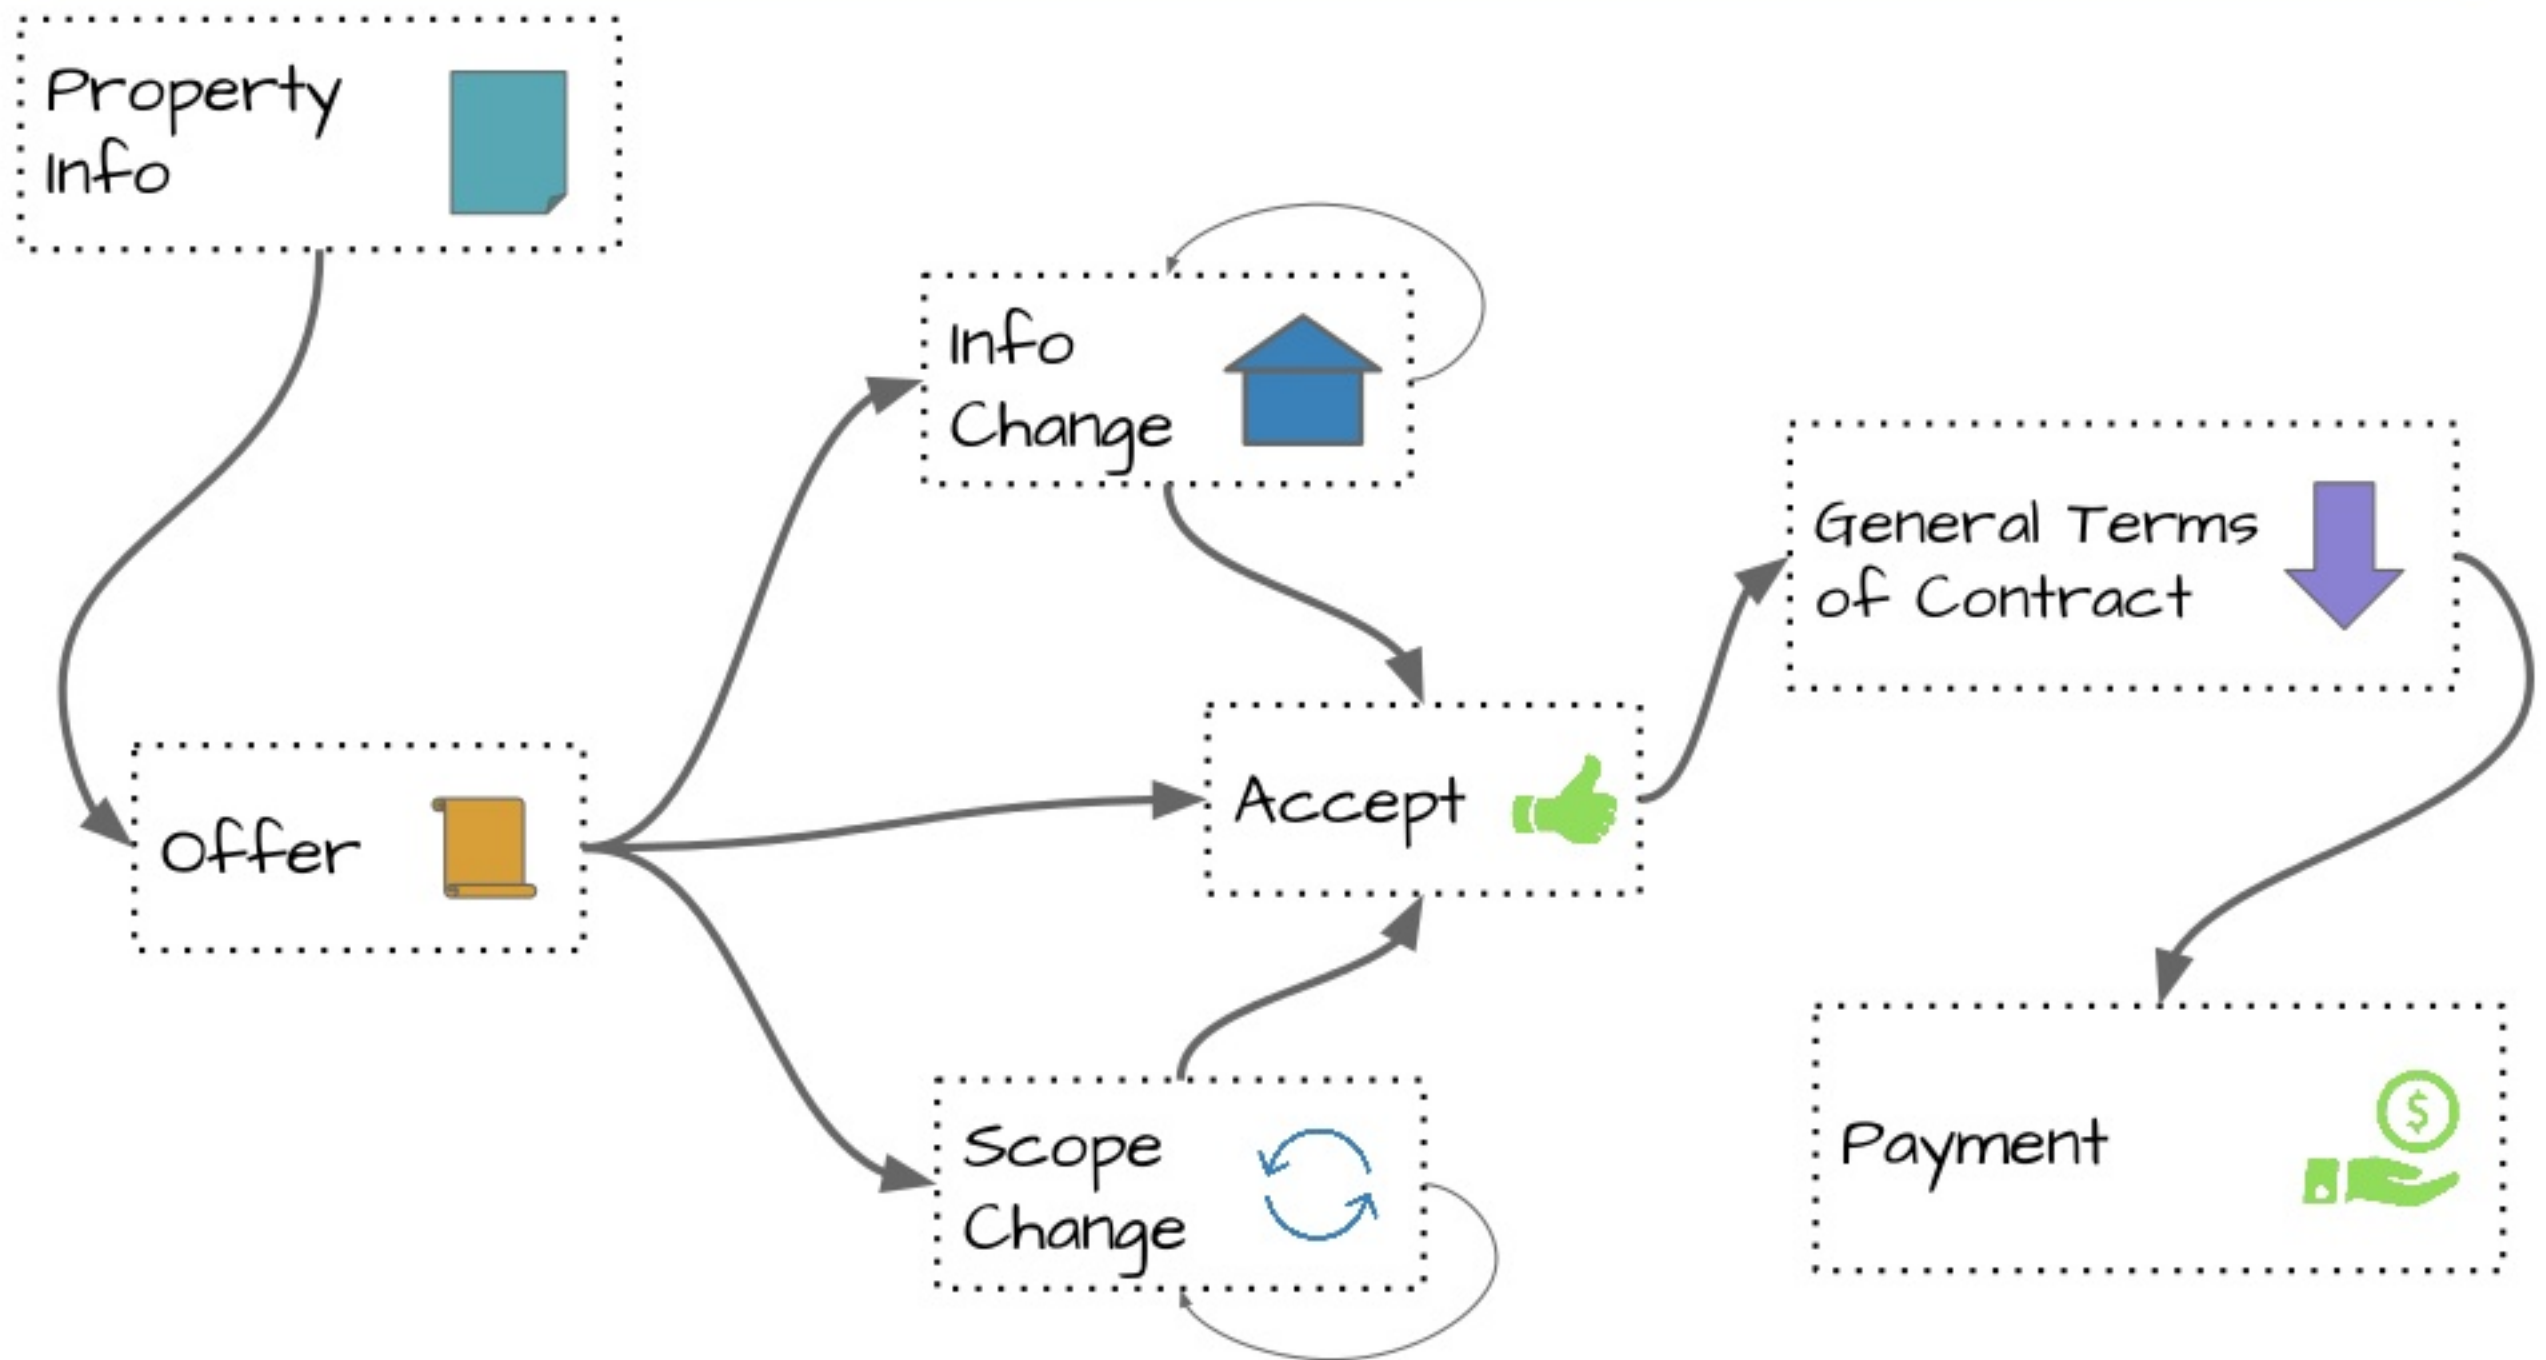 Property
Info
Info
Change
General Terms
of Contract
Offer
Accept
Scope
Change
Payment
$